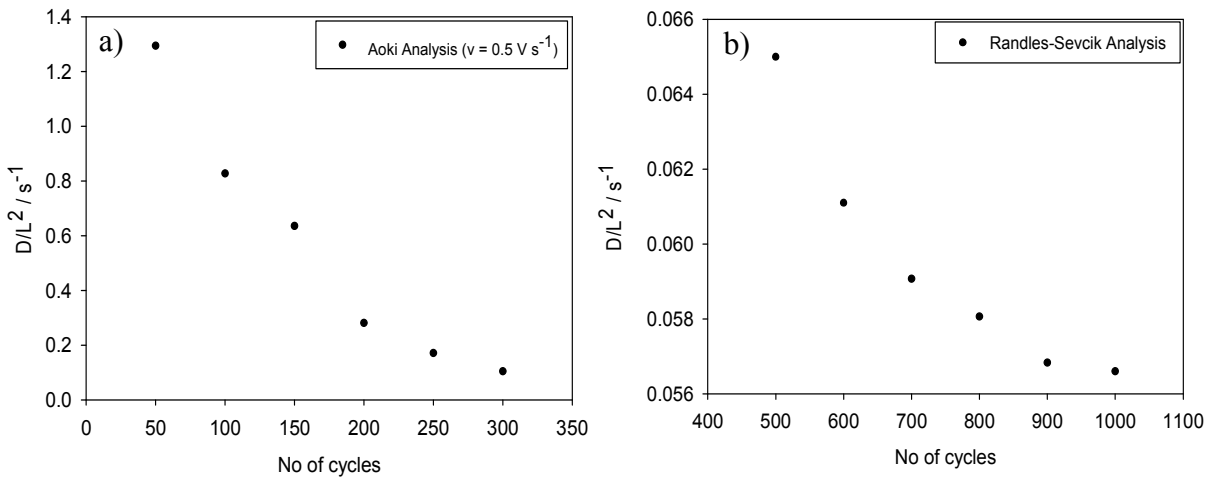 a)
Aoki Analysis (v = 0.5 V s⁻¹)
1.4
1.2
1.0
0.8
0.6
0.4
0.2
0.0
D/L² / s⁻¹
0 50 100 150 200 250 300 350
No of cycles
b)
Randles-Sevcik Analysis
0.066
0.064
0.062
0.060
0.058
0.056
D/L² / s⁻¹
400 500 600 700 800 900 1000 1100
No of cycles